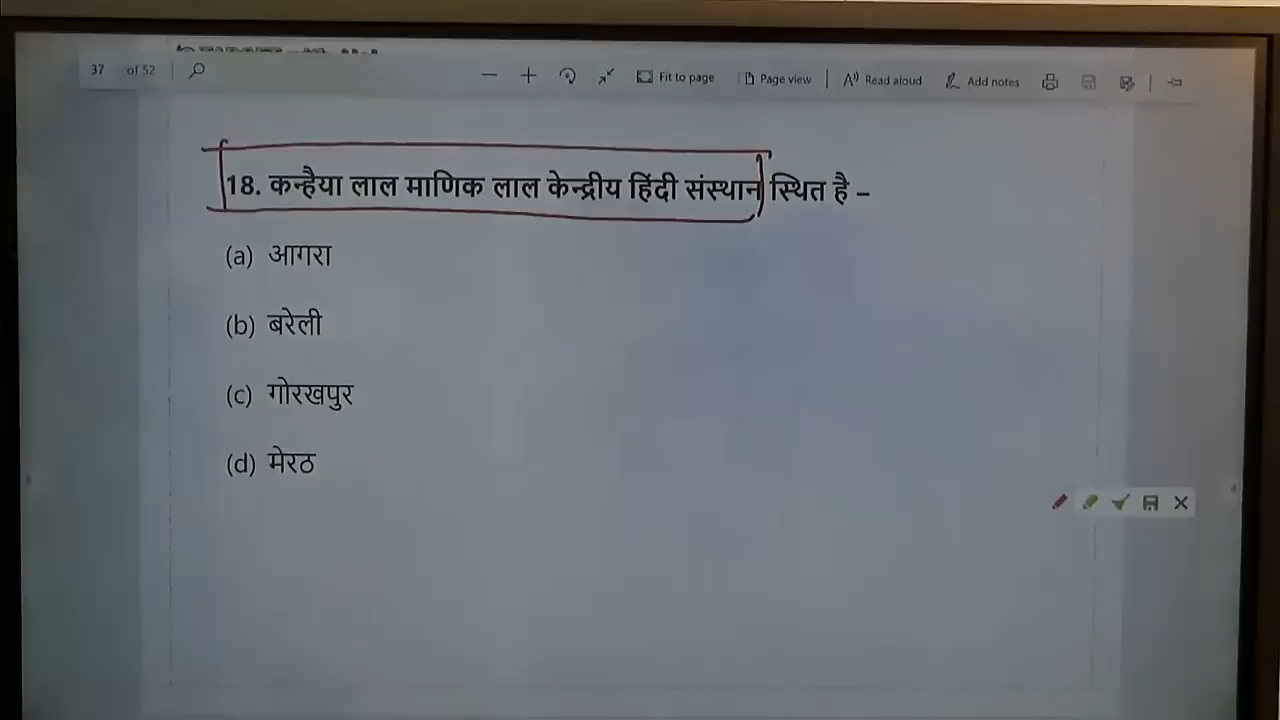 37 of 52 Fit to page Page view Read aloud Add notes
18. कन्हैया लाल माणिक लाल केन्द्रीय हिंदी संस्थान स्थित है –
(a) आगरा
(b) बरेली
(c) गोरखपुर
(d) मेरठ